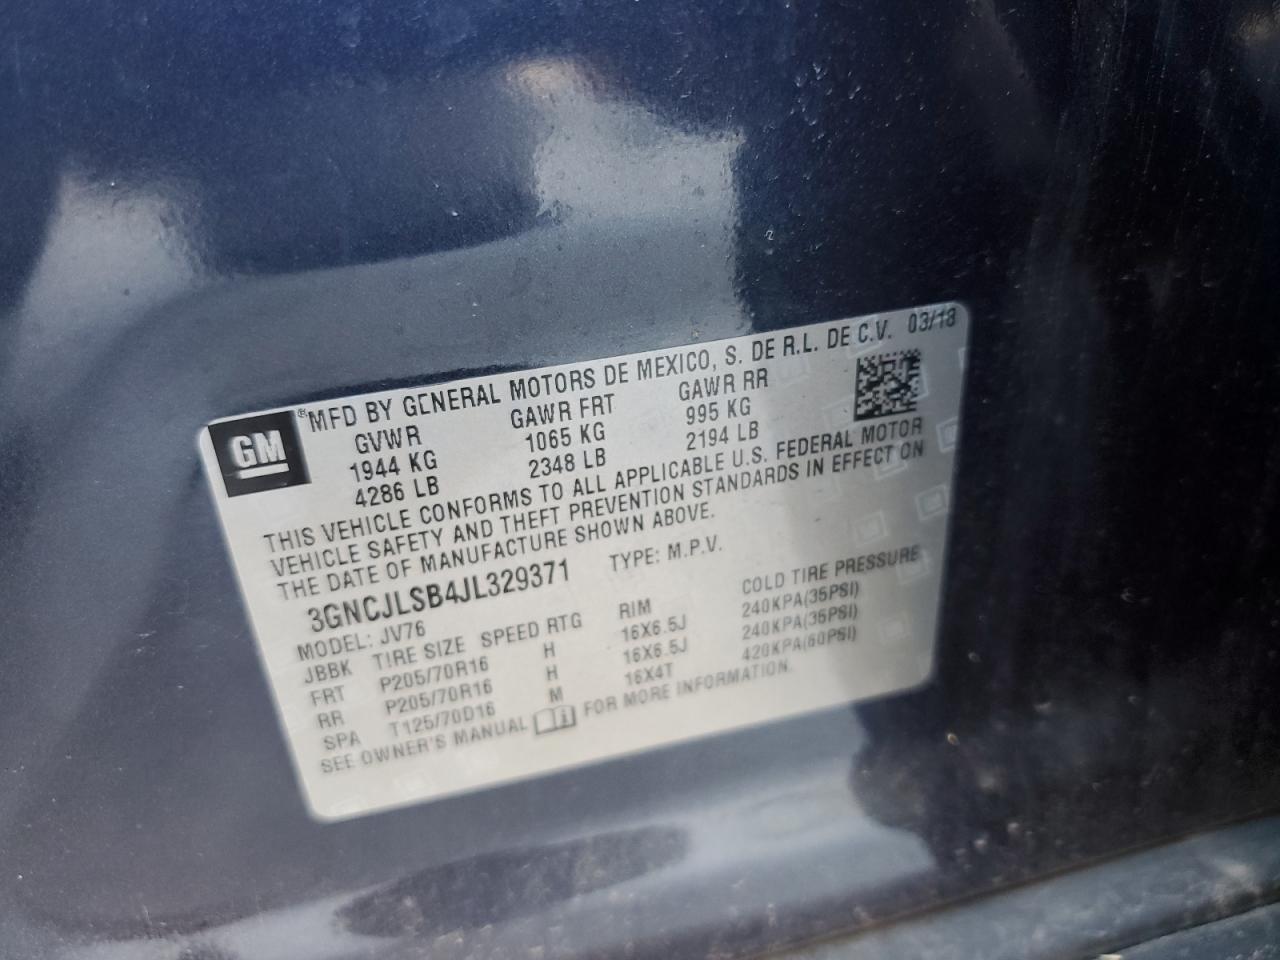 GM
® MFD BY GENERAL MOTORS DE MEXICO, S. DE R.L. DE C.V. 03/18
GVWR GAWR FRT GAWR RR
1944 KG 1065 KG 995 KG
4286 LB 2348 LB 2194 LB
THIS VEHICLE CONFORMS TO ALL APPLICABLE U.S. FEDERAL MOTOR
VEHICLE SAFETY AND THEFT PREVENTION STANDARDS IN EFFECT ON
THE DATE OF MANUFACTURE SHOWN ABOVE.
3GNCJLSB4JL329371 TYPE: M.P.V.
MODEL: JV76
JBBK TIRE SIZE SPEED RTG RIM COLD TIRE PRESSURE
FRT P205/70R16 H 16X6.5J 240KPA(35PSI)
RR P205/70R16 H 16X6.5J 240KPA(35PSI)
SPA T125/70D16 M 16X4T 420KPA(60PSI)
SEE OWNER'S MANUAL FOR MORE INFORMATION.